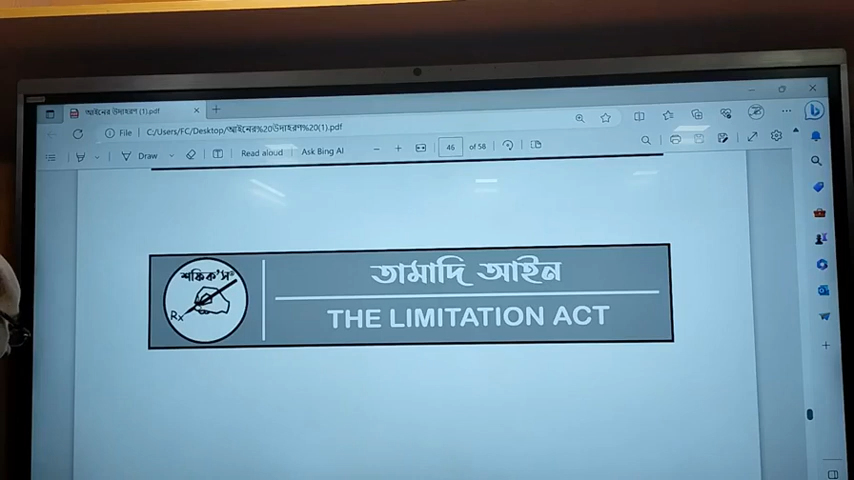 আইনের উদাহরণ (1).pdf
File C:/Users/FC/Desktop/আইনের%20উদাহরণ%20(1).pdf
Draw Read aloud Ask Bing AI 46 of 58
শফিক'স
Rx
তামাদি আইন
THE LIMITATION ACT